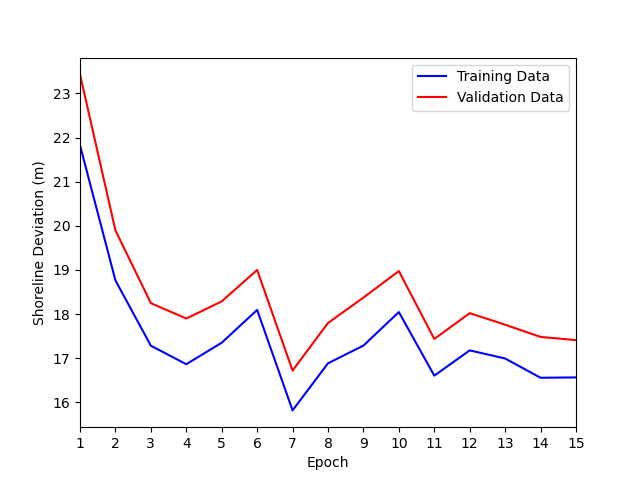 Training Data
Validation Data
Shoreline Deviation (m)
23
22
21
20
19
18
17
16
1 2 3 4 5 6 7 8 9 10 11 12 13 14 15
Epoch